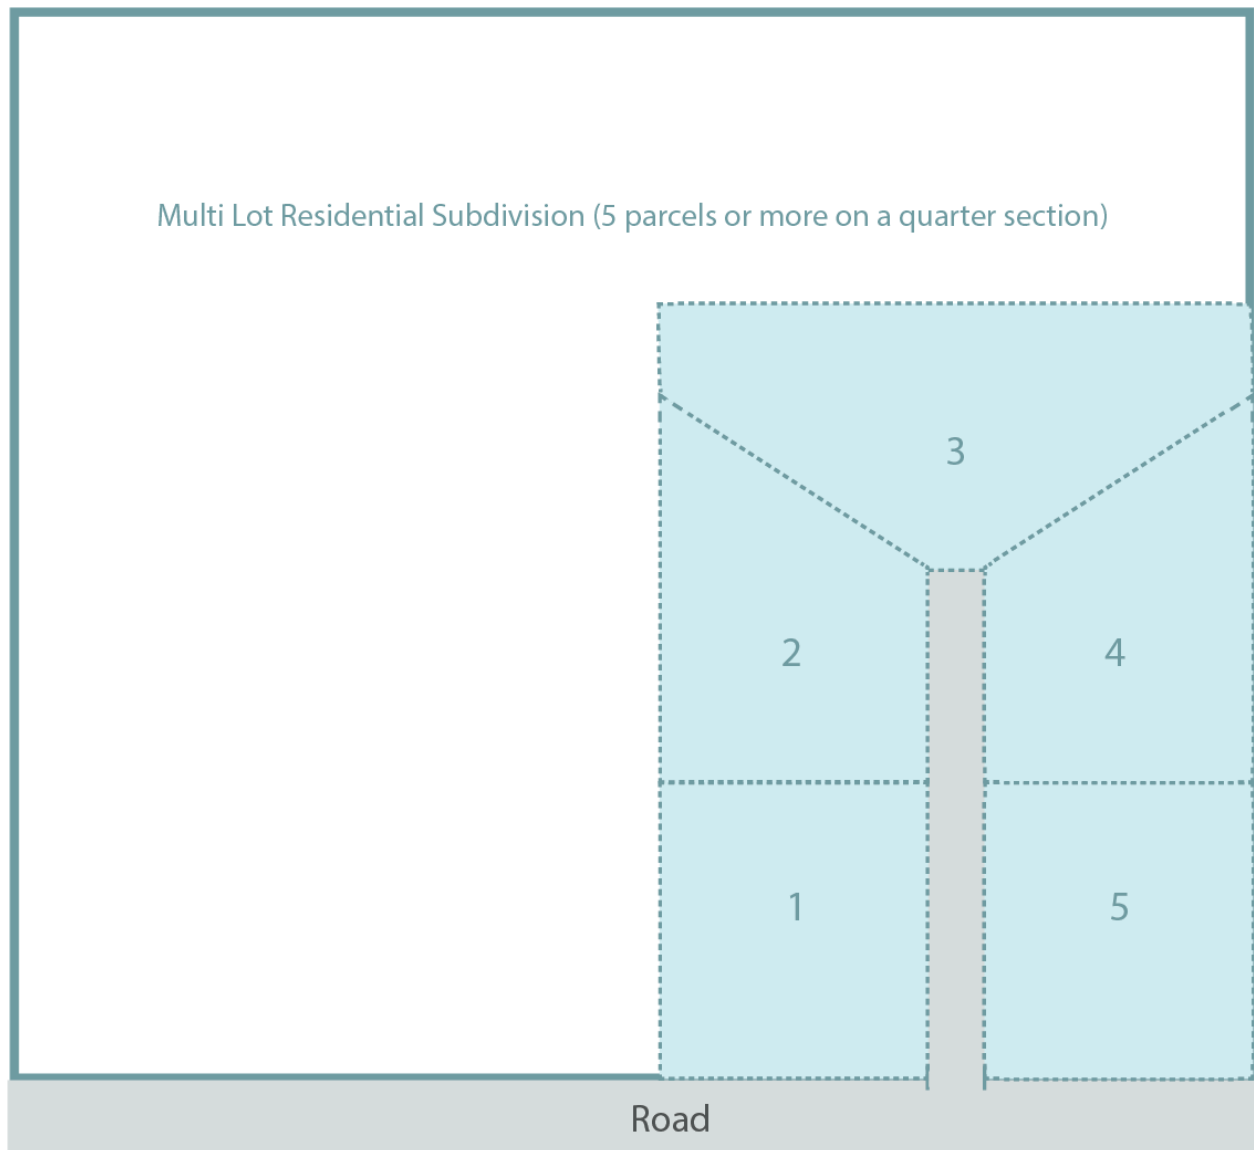 Multi Lot Residential Subdivision (5 parcels or more on a quarter section)
3
2
4
1
5
Road